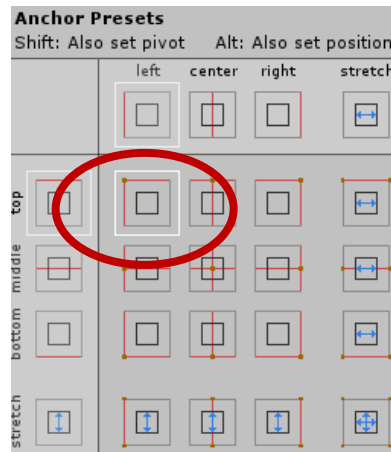 Anchor Presets
Shift: Also set pivot    Alt: Also set position
left center right stretch
top
middle
bottom
stretch